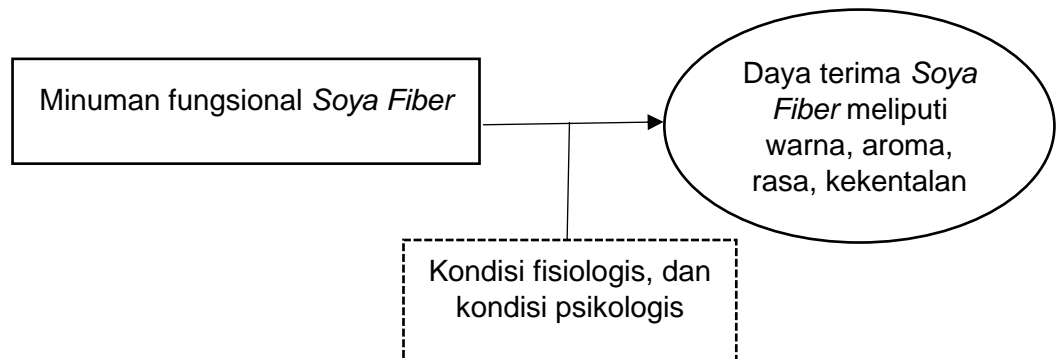 Minuman fungsional Soya Fiber
Daya terima Soya
Fiber meliputi
warna, aroma,
rasa, kekentalan
Kondisi fisiologis, dan
kondisi psikologis